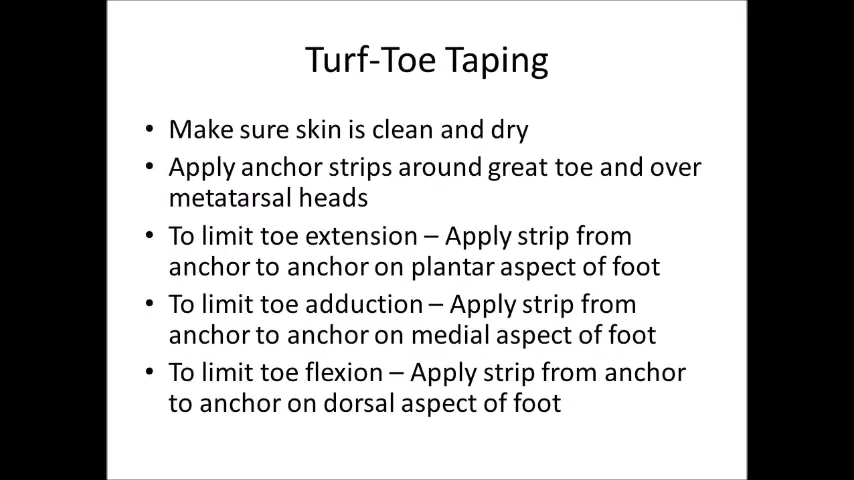 Turf-Toe Taping
• Make sure skin is clean and dry
• Apply anchor strips around great toe and over
metatarsal heads
• To limit toe extension – Apply strip from
anchor to anchor on plantar aspect of foot
• To limit toe adduction – Apply strip from
anchor to anchor on medial aspect of foot
• To limit toe flexion – Apply strip from anchor
to anchor on dorsal aspect of foot